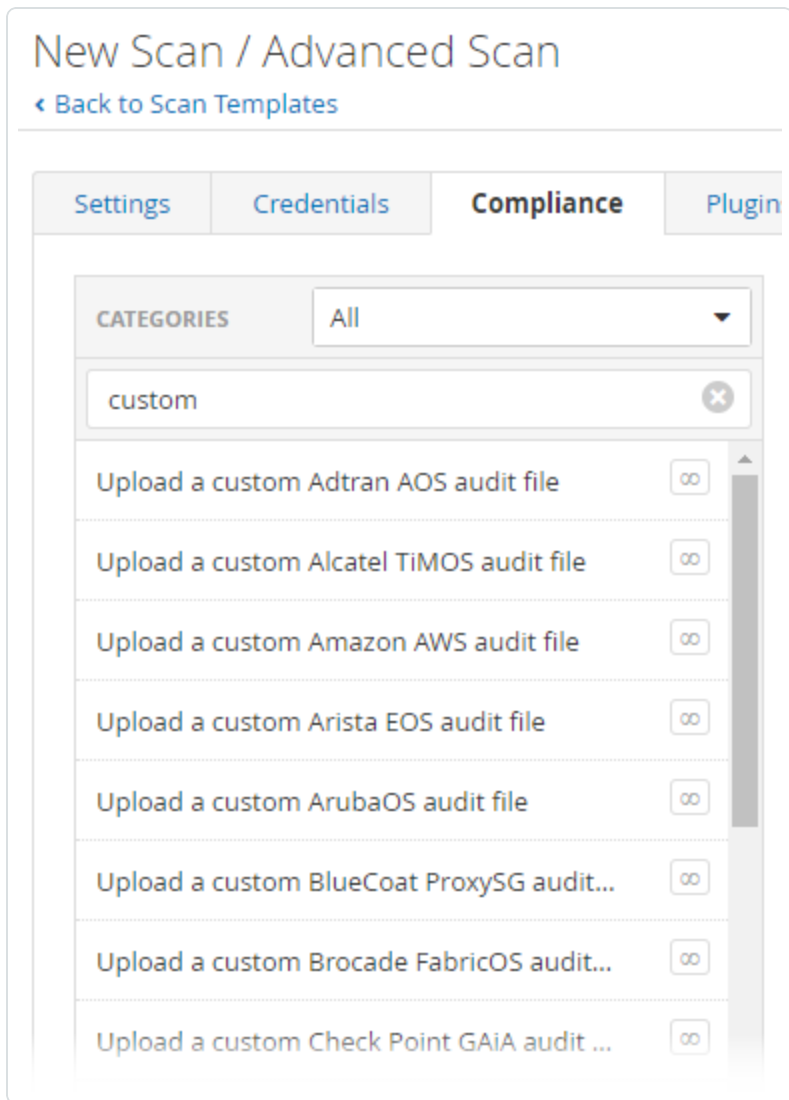 New Scan / Advanced Scan
‹ Back to Scan Templates
Settings Credentials Compliance Plugin
CATEGORIES All
custom
Upload a custom Adtran AOS audit file ∞
Upload a custom Alcatel TiMOS audit file ∞
Upload a custom Amazon AWS audit file ∞
Upload a custom Arista EOS audit file ∞
Upload a custom ArubaOS audit file ∞
Upload a custom BlueCoat ProxySG audit... ∞
Upload a custom Brocade FabricOS audit... ∞
Upload a custom Check Point GAiA audit ... ∞